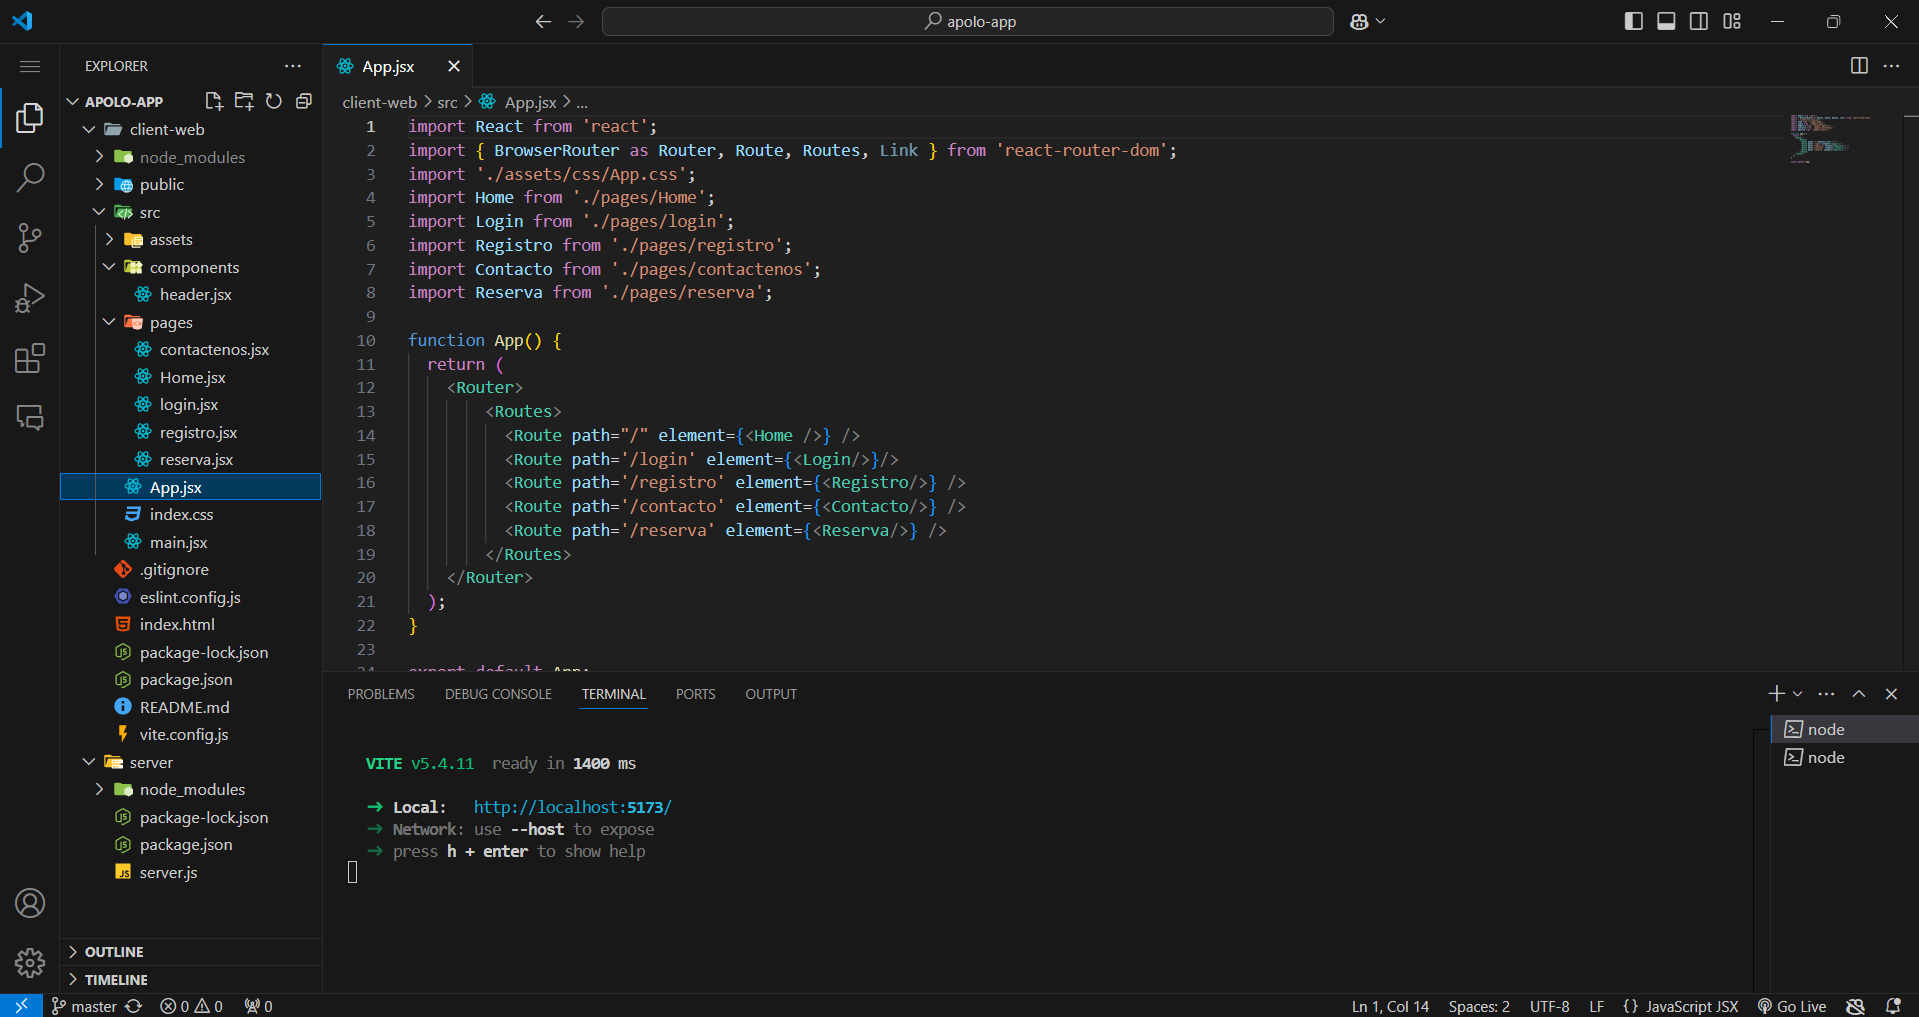 apolo-app
EXPLORER
APOLO-APP
client-web
node_modules
public
src
assets
components
header.jsx
pages
contactenos.jsx
Home.jsx
login.jsx
registro.jsx
reserva.jsx
App.jsx
index.css
main.jsx
.gitignore
eslint.config.js
index.html
package-lock.json
package.json
README.md
vite.config.js
server
node_modules
package-lock.json
package.json
server.js
OUTLINE
TIMELINE
App.jsx
client-web > src > App.jsx > ...
1 import React from 'react';
2 import { BrowserRouter as Router, Route, Routes, Link } from 'react-router-dom';
3 import './assets/css/App.css';
4 import Home from './pages/Home';
5 import Login from './pages/login';
6 import Registro from './pages/registro';
7 import Contacto from './pages/contactenos';
8 import Reserva from './pages/reserva';
9
10 function App() {
11 return (
12 <Router>
13 <Routes>
14 <Route path="/" element={<Home />} />
15 <Route path='/login' element={<Login/>}/>
16 <Route path='/registro' element={<Registro/>} />
17 <Route path='/contacto' element={<Contacto/>} />
18 <Route path='/reserva' element={<Reserva/>} />
19 </Routes>
20 </Router>
21 );
22 }
23
24 export default App;
PROBLEMS DEBUG CONSOLE TERMINAL PORTS OUTPUT
VITE v5.4.11 ready in 1400 ms
➜ Local: http://localhost:5173/
➜ Network: use --host to expose
➜ press h + enter to show help
node
node
master 0 0 0
Ln 1, Col 14 Spaces: 2 UTF-8 LF {} JavaScript JSX Go Live